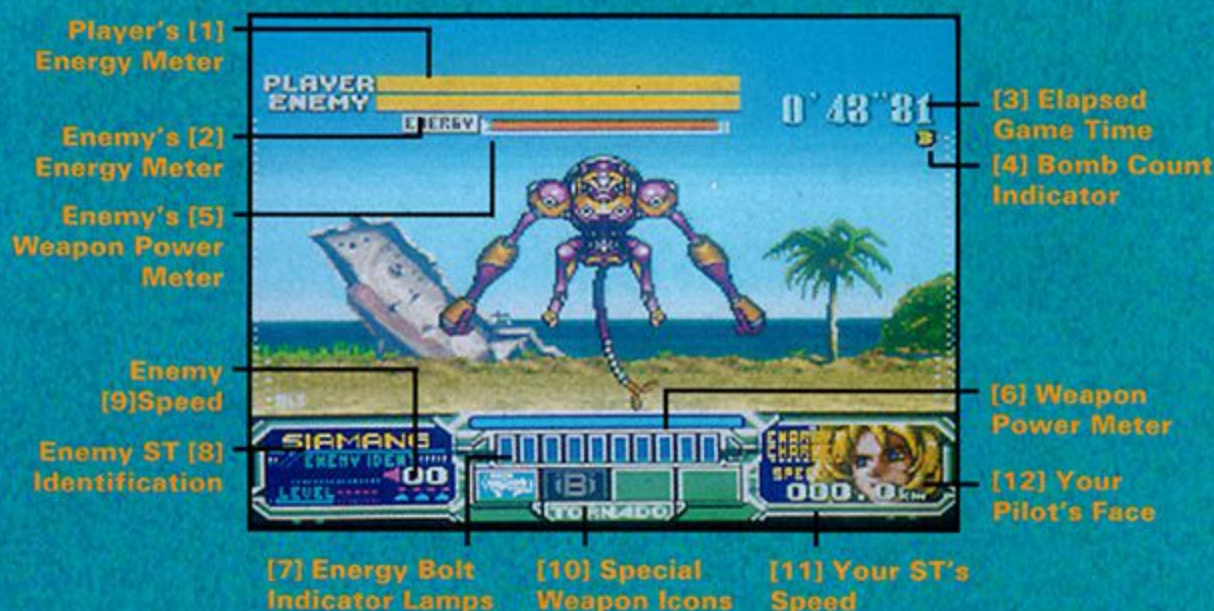 Player's [1]
Energy Meter
Enemy's [2]
Energy Meter
Enemy's [5]
Weapon Power
Meter
Enemy
[9]Speed
Enemy ST [8]
Identification
PLAYER
ENEMY
ENERGY
0'43"81
B
[3] Elapsed
Game Time
[4] Bomb Count
Indicator
[6] Weapon
Power Meter
[12] Your
Pilot's Face
SIAMANG
ENEMY IDEN
00
LEVEL
B
TORNADO
000.0 KM
[7] Energy Bolt
Indicator Lamps
[10] Special
Weapon Icons
[11] Your ST's
Speed